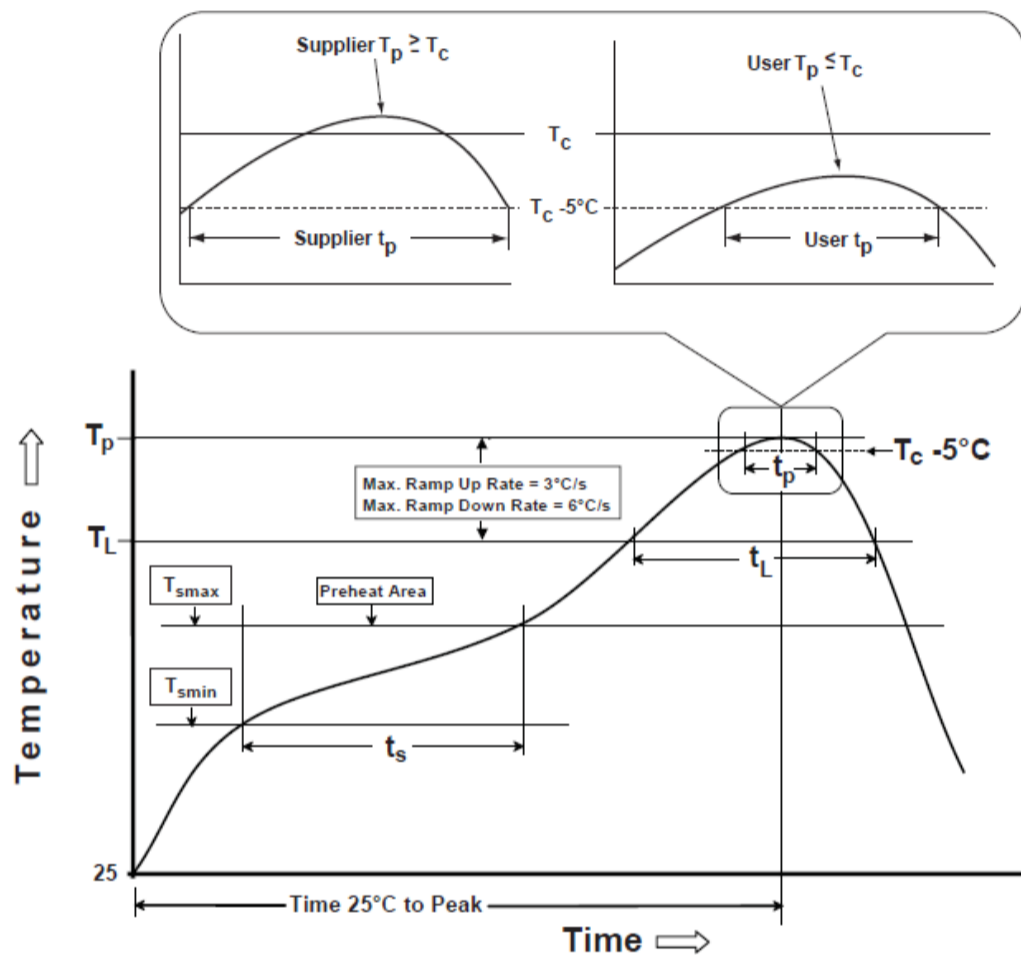 Supplier Tp ≥ Tc
User Tp ≤ Tc
Tc
Tc -5°C
Supplier tp
User tp
Tp
Tc -5°C
tp
Max. Ramp Up Rate = 3°C/s
Max. Ramp Down Rate = 6°C/s
TL
tL
Tsmax
Preheat Area
Tsmin
ts
Temperature
25
Time 25°C to Peak
Time